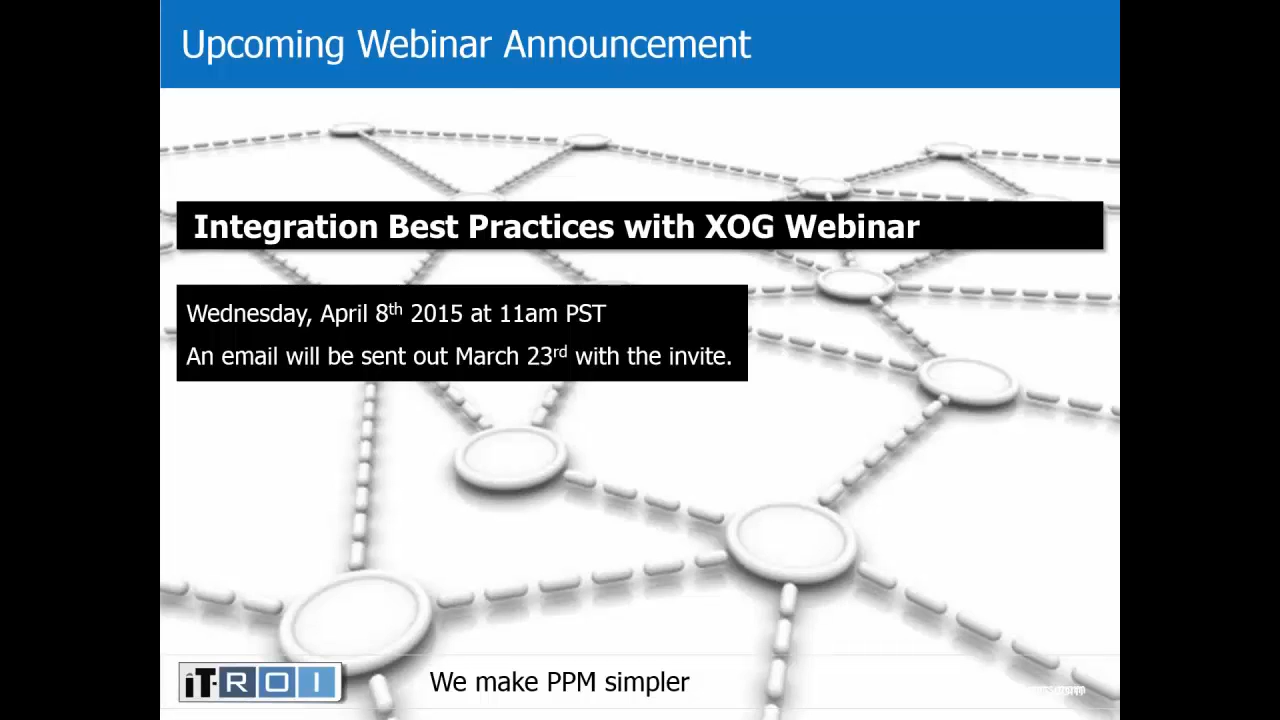 Upcoming Webinar Announcement
Integration Best Practices with XOG Webinar
Wednesday, April 8th 2015 at 11am PST
An email will be sent out March 23rd with the invite.
iT-ROI
We make PPM simpler